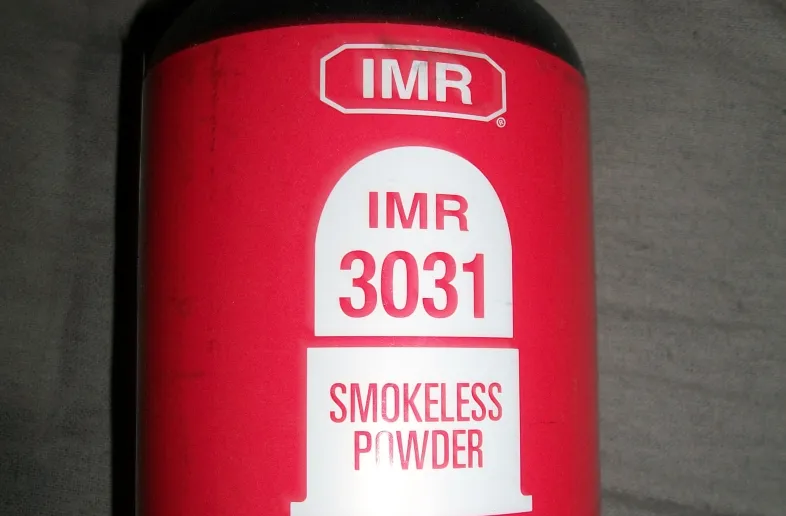 IMR
®
IMR
3031
SMOKELESS
POWDER